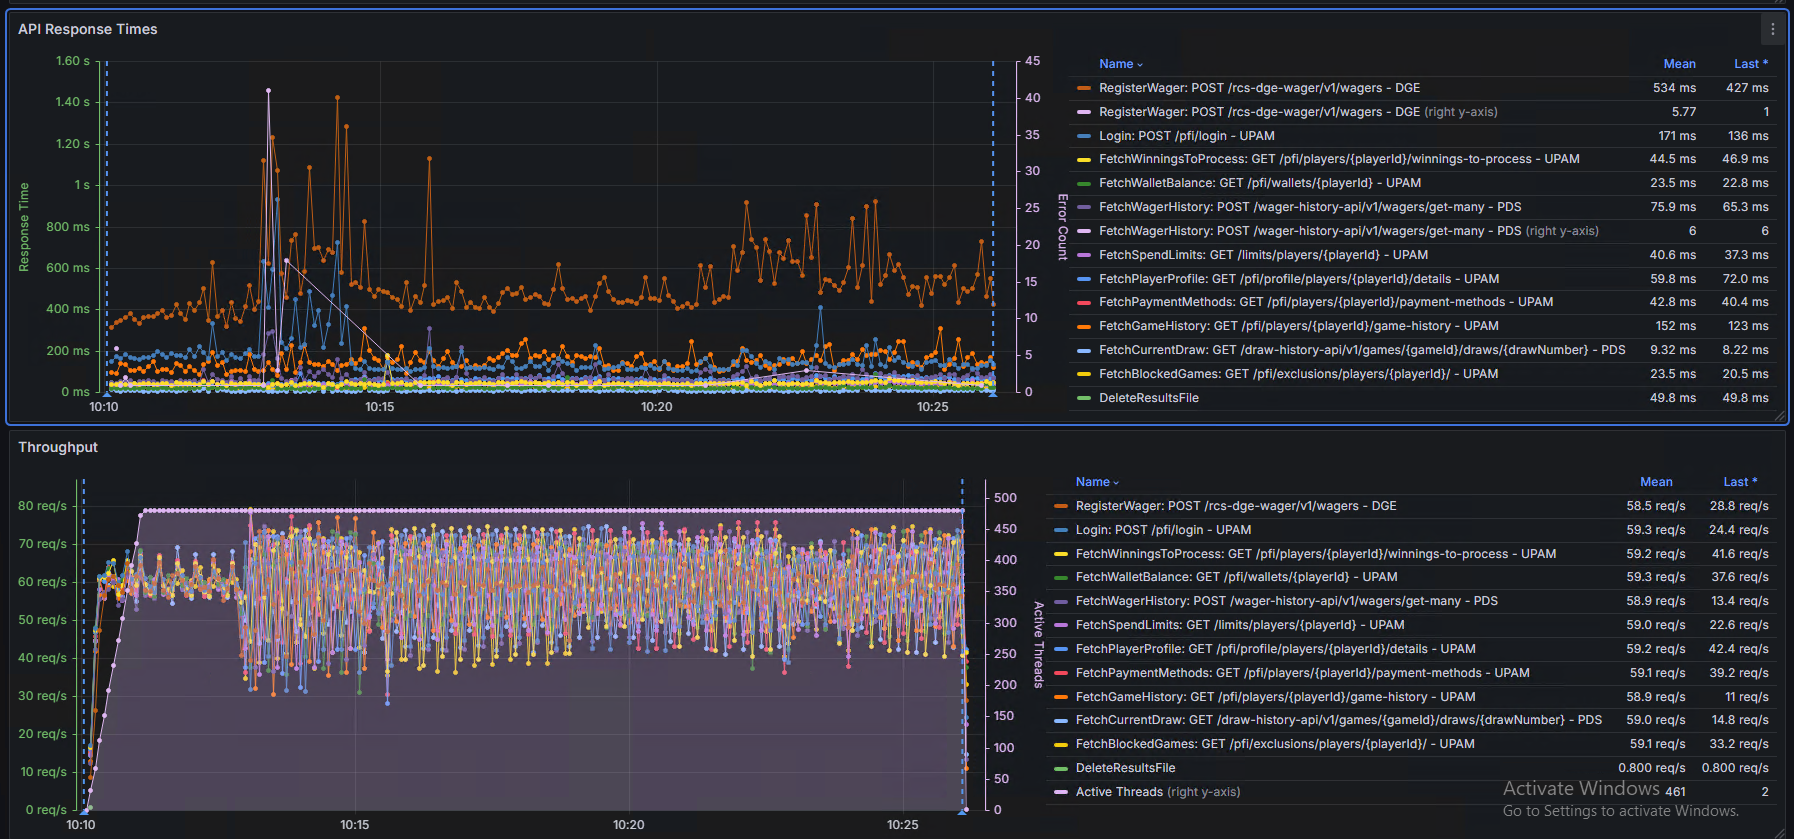 API Response Times
1.60 s
1.40 s
1.20 s
1 s
800 ms
600 ms
400 ms
200 ms
0 ms
Response Time
45
40
35
30
25
20
15
10
5
0
Error Count
10:10 10:15 10:20 10:25
Name Mean Last *
RegisterWager: POST /rcs-dge-wager/v1/wagers - DGE 534 ms 427 ms
RegisterWager: POST /rcs-dge-wager/v1/wagers - DGE (right y-axis) 5.77 1
Login: POST /pfi/login - UPAM 171 ms 136 ms
FetchWinningsToProcess: GET /pfi/players/{playerId}/winnings-to-process - UPAM 44.5 ms 46.9 ms
FetchWalletBalance: GET /pfi/wallets/{playerId} - UPAM 23.5 ms 22.8 ms
FetchWagerHistory: POST /wager-history-api/v1/wagers/get-many - PDS 75.9 ms 65.3 ms
FetchWagerHistory: POST /wager-history-api/v1/wagers/get-many - PDS (right y-axis) 6 6
FetchSpendLimits: GET /limits/players/{playerId} - UPAM 40.6 ms 37.3 ms
FetchPlayerProfile: GET /pfi/profile/players/{playerId}/details - UPAM 59.8 ms 72.0 ms
FetchPaymentMethods: GET /pfi/players/{playerId}/payment-methods - UPAM 42.8 ms 40.4 ms
FetchGameHistory: GET /pfi/players/{playerId}/game-history - UPAM 152 ms 123 ms
FetchCurrentDraw: GET /draw-history-api/v1/games/{gameId}/draws/{drawNumber} - PDS 9.32 ms 8.22 ms
FetchBlockedGames: GET /pfi/exclusions/players/{playerId}/ - UPAM 23.5 ms 20.5 ms
DeleteResultsFile 49.8 ms 49.8 ms
Throughput
80 req/s
70 req/s
60 req/s
50 req/s
40 req/s
30 req/s
20 req/s
10 req/s
0 req/s
500
450
400
350
300
250
200
150
100
50
0
Active Threads
10:10 10:15 10:20 10:25
Name Mean Last *
RegisterWager: POST /rcs-dge-wager/v1/wagers - DGE 58.5 req/s 28.8 req/s
Login: POST /pfi/login - UPAM 59.3 req/s 24.4 req/s
FetchWinningsToProcess: GET /pfi/players/{playerId}/winnings-to-process - UPAM 59.2 req/s 41.6 req/s
FetchWalletBalance: GET /pfi/wallets/{playerId} - UPAM 59.3 req/s 37.6 req/s
FetchWagerHistory: POST /wager-history-api/v1/wagers/get-many - PDS 58.9 req/s 13.4 req/s
FetchSpendLimits: GET /limits/players/{playerId} - UPAM 59.0 req/s 22.6 req/s
FetchPlayerProfile: GET /pfi/profile/players/{playerId}/details - UPAM 59.2 req/s 42.4 req/s
FetchPaymentMethods: GET /pfi/players/{playerId}/payment-methods - UPAM 59.1 req/s 39.2 req/s
FetchGameHistory: GET /pfi/players/{playerId}/game-history - UPAM 58.9 req/s 11 req/s
FetchCurrentDraw: GET /draw-history-api/v1/games/{gameId}/draws/{drawNumber} - PDS 59.0 req/s 14.8 req/s
FetchBlockedGames: GET /pfi/exclusions/players/{playerId}/ - UPAM 59.1 req/s 33.2 req/s
DeleteResultsFile 0.800 req/s 0.800 req/s
Active Threads (right y-axis) 461 2
Activate Windows
Go to Settings to activate Windows.